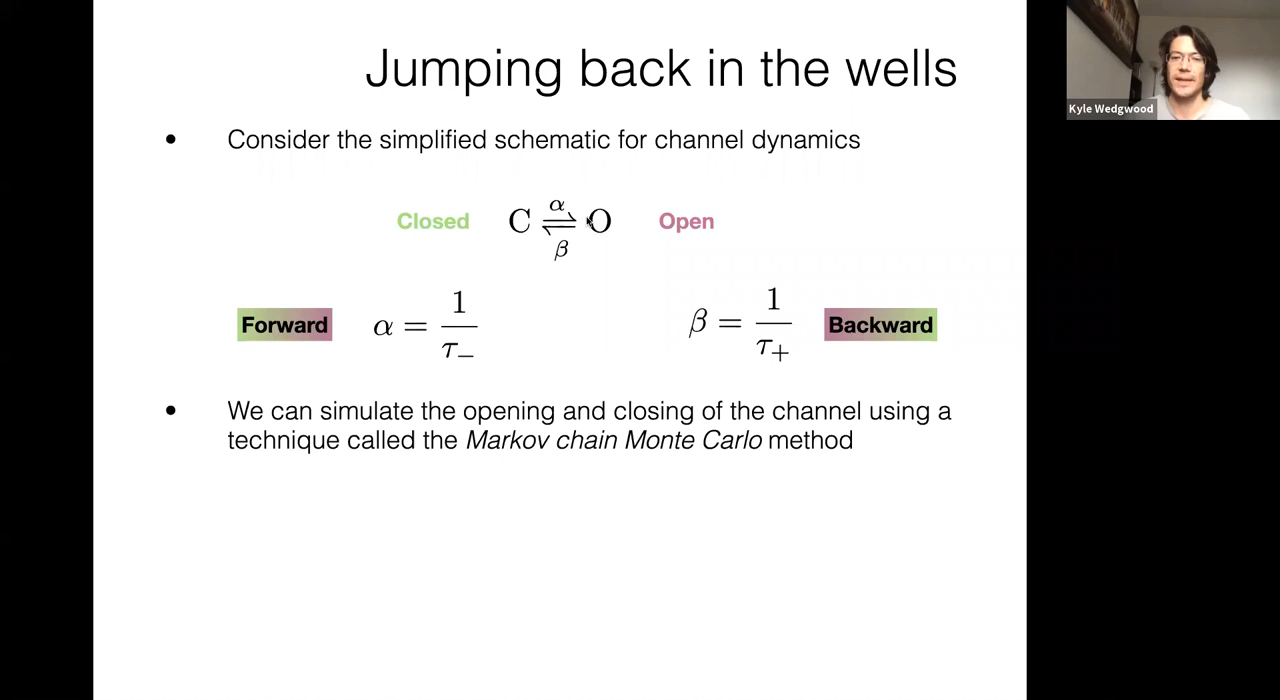 Jumping back in the wells
Kyle Wedgwood
• Consider the simplified schematic for channel dynamics
Closed C ⇌ O Open
α
β
Forward α = 1/τ₋
β = 1/τ₊ Backward
• We can simulate the opening and closing of the channel using a
technique called the Markov chain Monte Carlo method